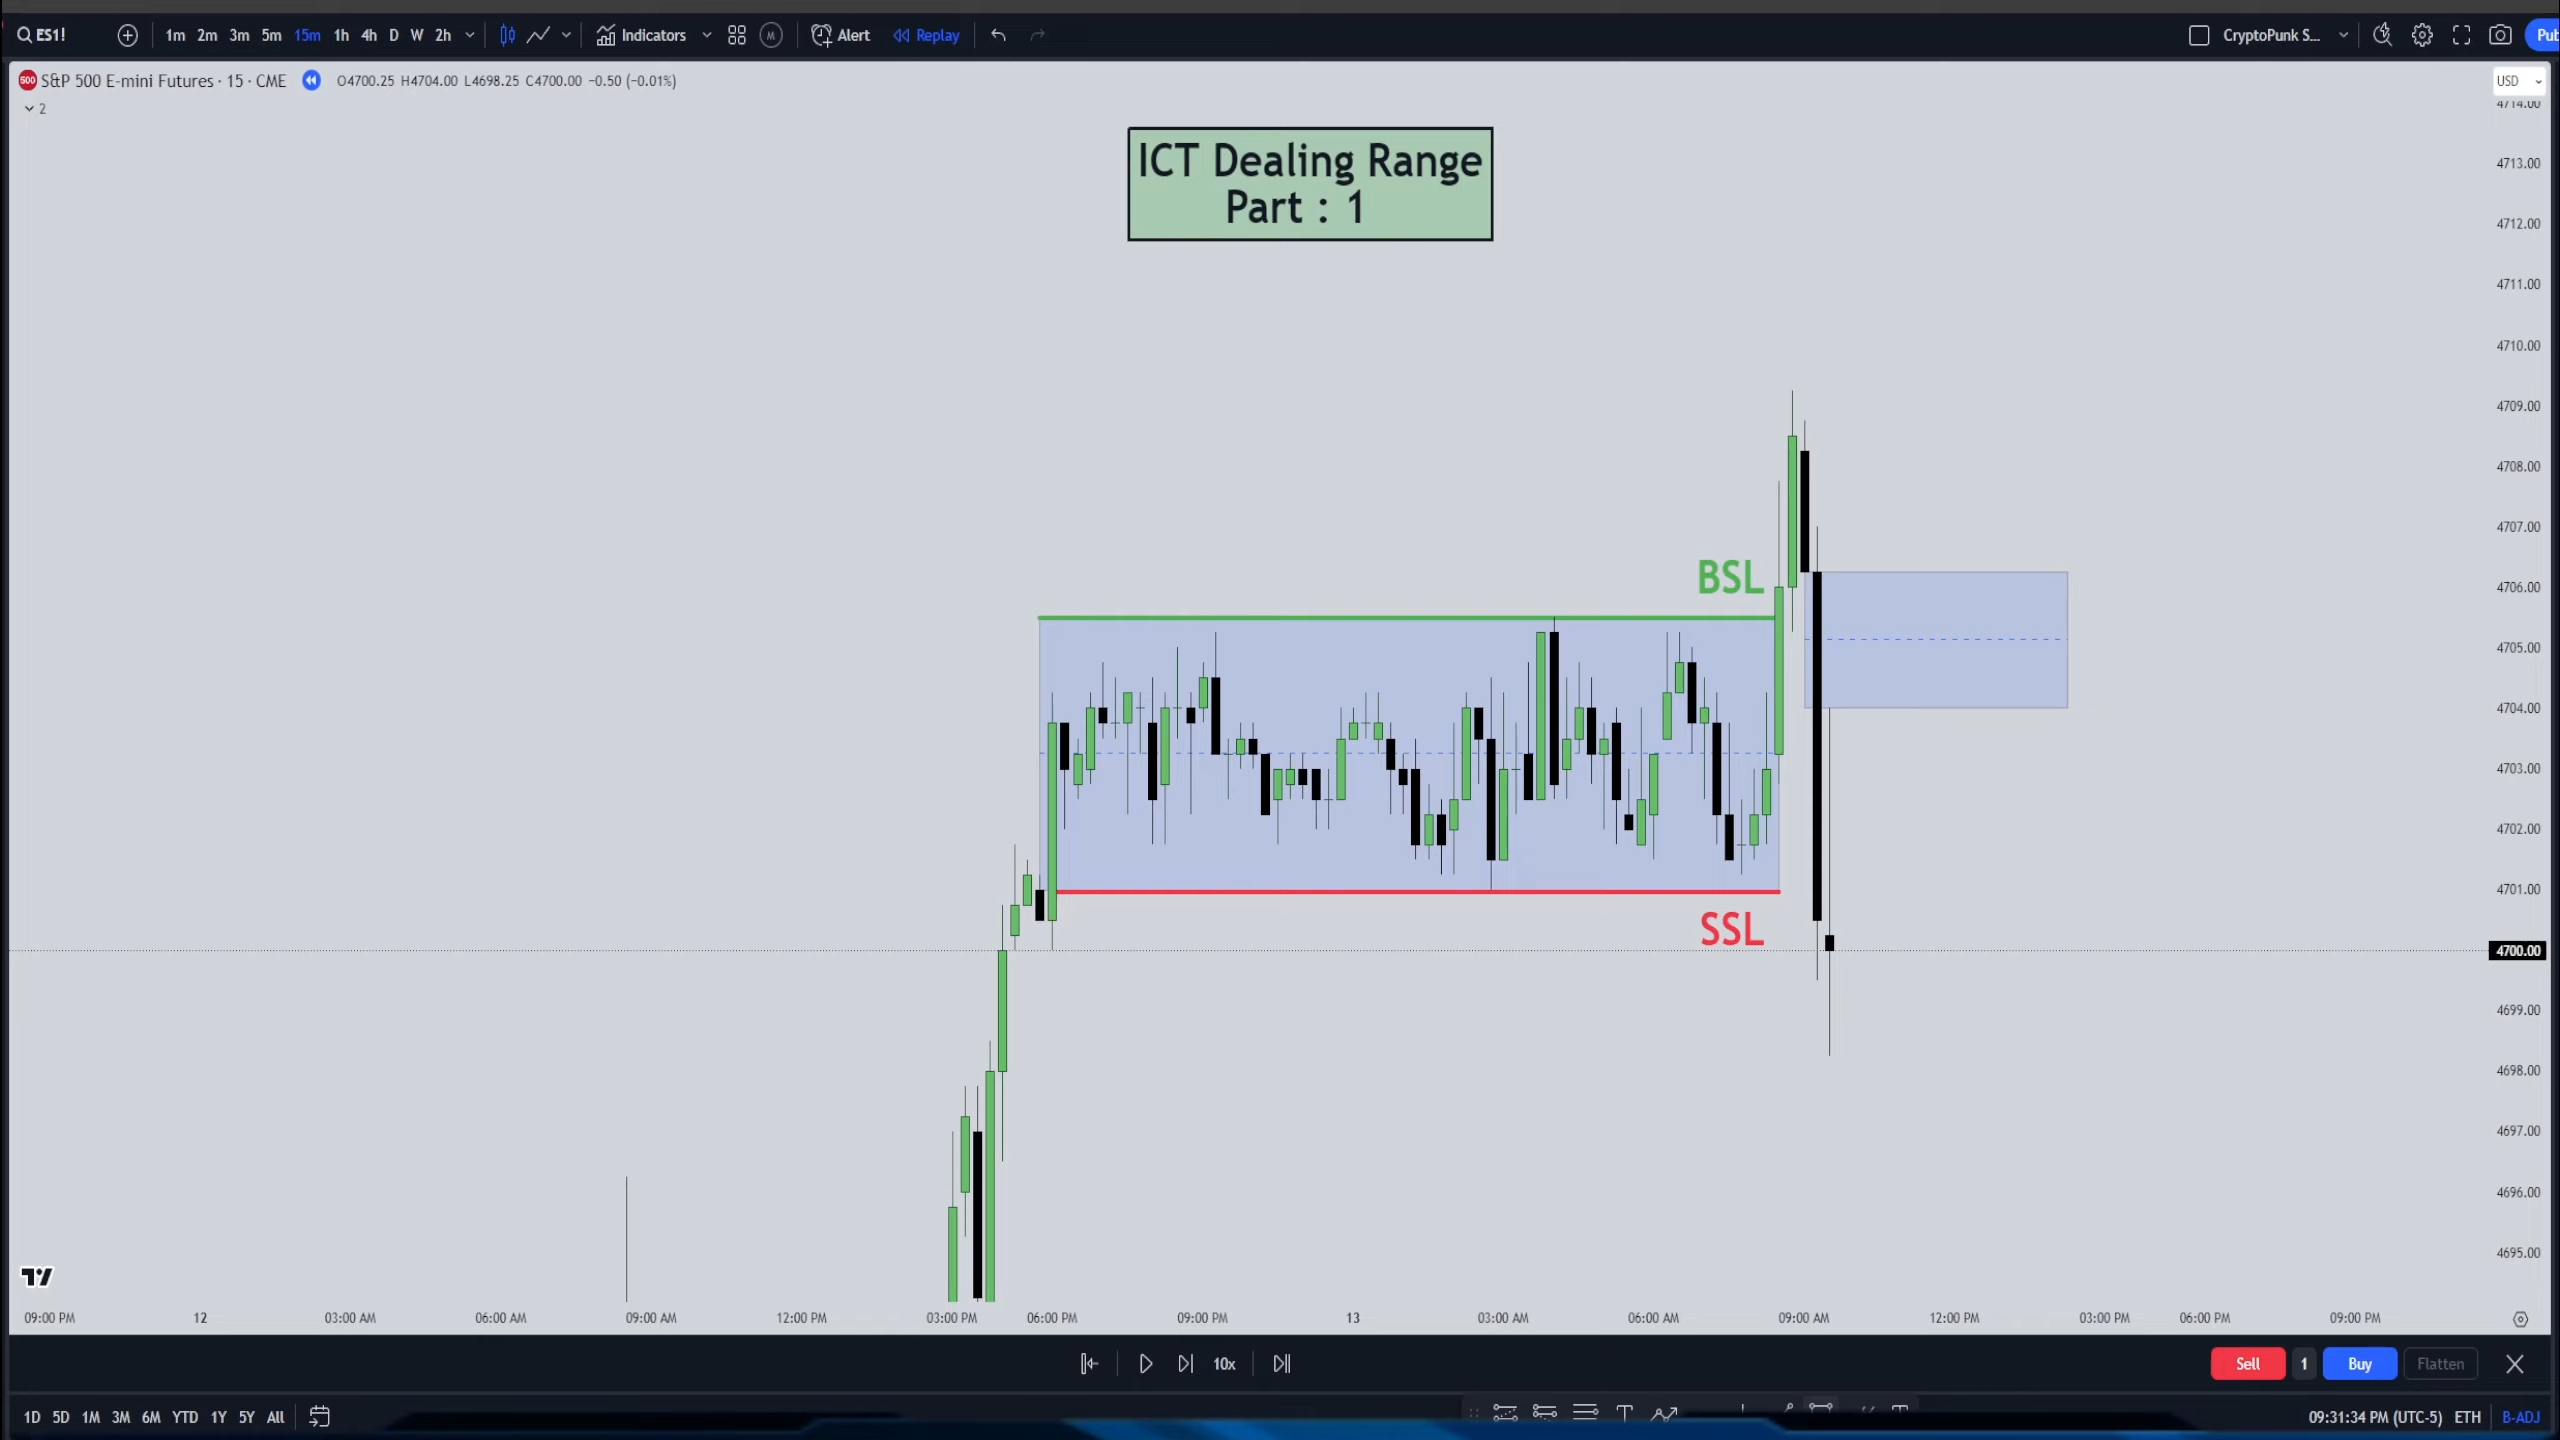 ES1!
1m 2m 3m 5m 15m 1h 4h D W 2h
Indicators
M
Alert
Replay
CryptoPunk S...
Pub
500 S&P 500 E-mini Futures · 15 · CME
O4700.25 H4704.00 L4698.25 C4700.00 −0.50 (−0.01%)
USD
2
ICT Dealing Range
Part : 1
4714.00
4713.00
4712.00
4711.00
4710.00
4709.00
4708.00
4707.00
BSL
4706.00
4705.00
4704.00
4703.00
4702.00
4701.00
SSL
4700.00
4699.00
4698.00
4697.00
4696.00
4695.00
09:00 PM 12 03:00 AM 06:00 AM 09:00 AM 12:00 PM 03:00 PM 06:00 PM 09:00 PM 13 03:00 AM 06:00 AM 09:00 AM 12:00 PM 03:00 PM 06:00 PM 09:00 PM
10x
Sell 1 Buy Flatten
1D 5D 1M 3M 6M YTD 1Y 5Y All
09:31:34 PM (UTC-5) ETH B-ADJ